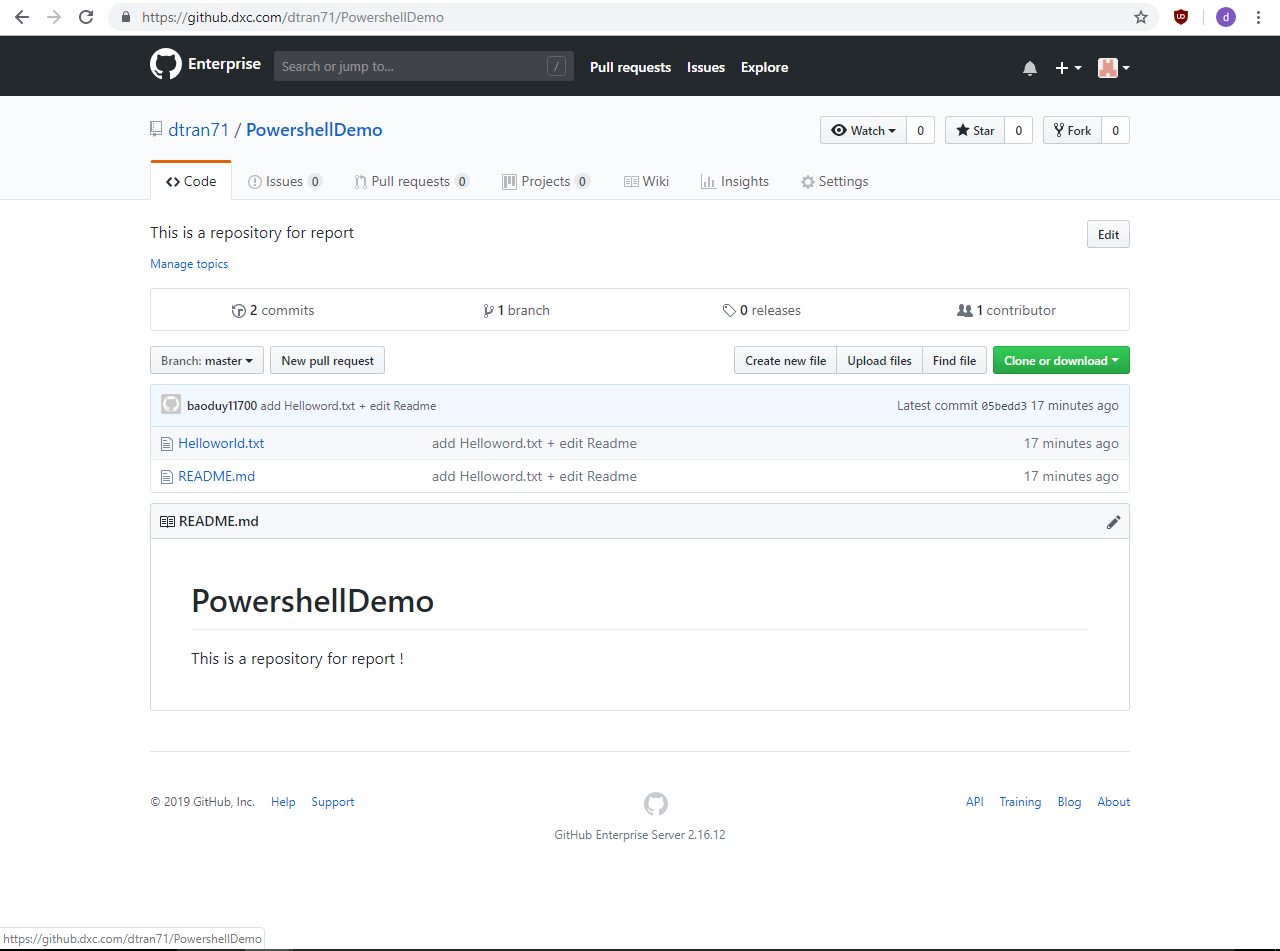 https://github.dxc.com/dtran71/PowershellDemo
Enterprise Search or jump to... / Pull requests Issues Explore
dtran71 / PowershellDemo Watch 0 Star 0 Fork 0
Code Issues 0 Pull requests 0 Projects 0 Wiki Insights Settings
This is a repository for report Edit
Manage topics
2 commits 1 branch 0 releases 1 contributor
Branch: master New pull request Create new file Upload files Find file Clone or download
baoduy11700 add Helloword.txt + edit Readme Latest commit 05bedd3 17 minutes ago
Helloworld.txt add Helloword.txt + edit Readme 17 minutes ago
README.md add Helloword.txt + edit Readme 17 minutes ago
README.md
PowershellDemo
This is a repository for report !
© 2019 GitHub, Inc. Help Support API Training Blog About
GitHub Enterprise Server 2.16.12
https://github.dxc.com/dtran71/PowershellDemo